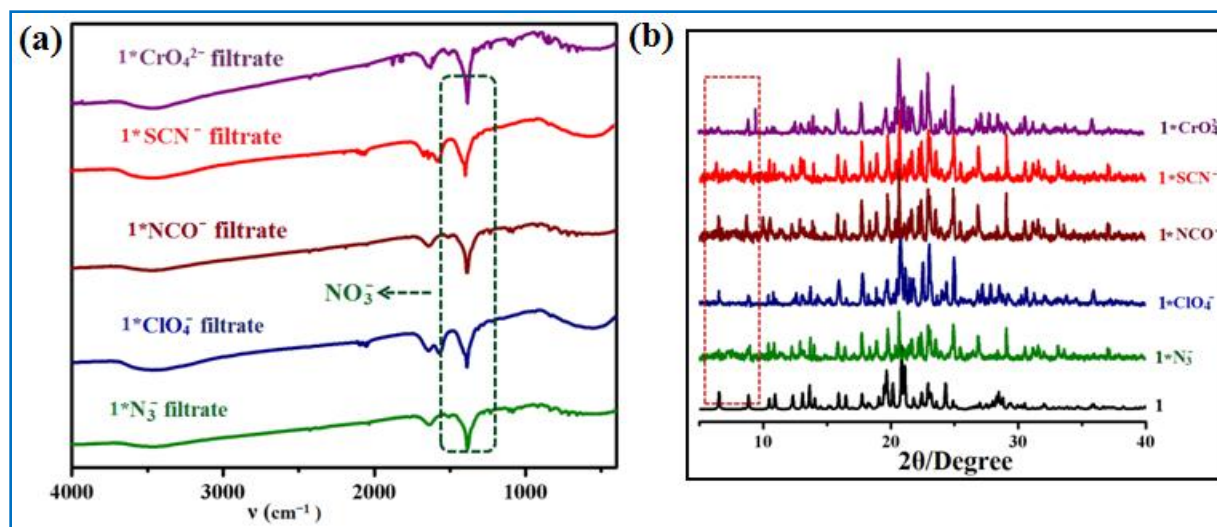 (a)
1*CrO₄²⁻ filtrate
1*SCN⁻ filtrate
1*NCO⁻ filtrate
NO₃⁻
1*ClO₄⁻ filtrate
1*N₃⁻ filtrate
4000 3000 2000 1000
ν (cm⁻¹)
(b)
1*CrO₄²⁻
1*SCN⁻
1*NCO⁻
1*ClO₄⁻
1*N₃⁻
1
10 20 30 40
2θ/Degree